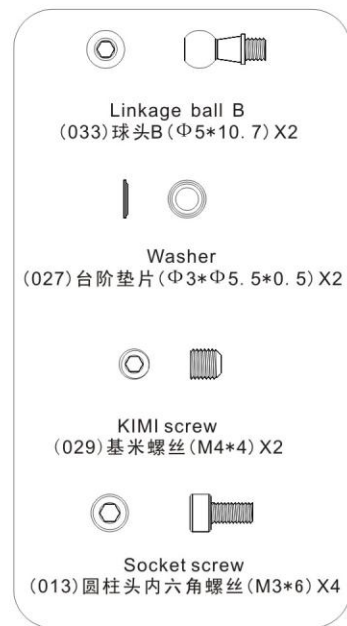 Linkage ball B
(033)球头B(Φ5*10.7)X2
Washer
(027)台阶垫片(Φ3*Φ5.5*0.5)X2
KIMI screw
(029)基米螺丝(M4*4)X2
Socket screw
(013)圆柱头内六角螺丝(M3*6)X4